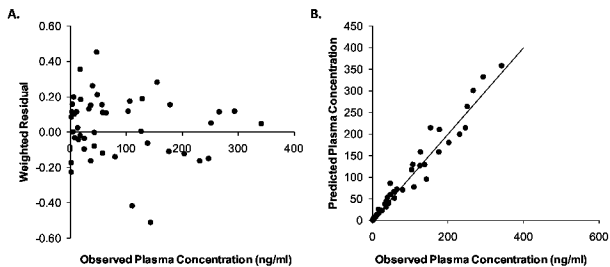 A.
Weighted Residual
0.60
0.40
0.20
0.00
-0.20
-0.40
-0.60
0 100 200 300 400
Observed Plasma Concentration (ng/ml)
B.
Predicted Plasma Concentration
450
400
350
300
250
200
150
100
50
0
0 200 400 600
Observed Plasma Concentration (ng/ml)